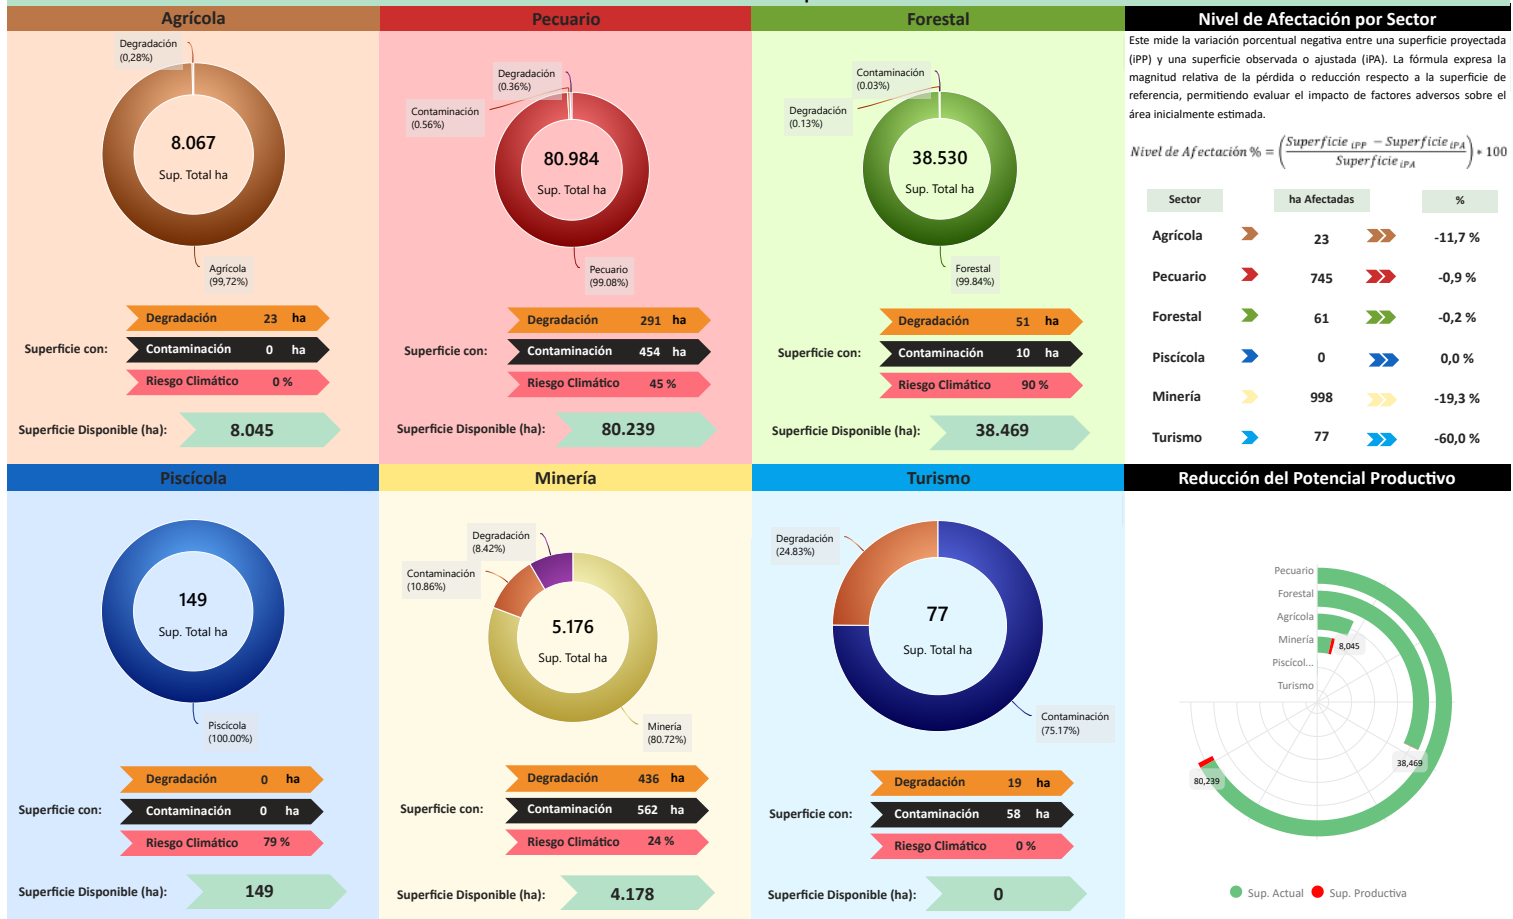 Agrícola
Degradación
(0,28%)
8.067
Sup. Total ha
Agrícola
(99,72%)
Superficie con:
Degradación 23 ha
Contaminación 0 ha
Riesgo Climático 0 %
Superficie Disponible (ha): 8.045
Pecuario
Degradación
(0.36%)
Contaminación
(0.56%)
80.984
Sup. Total ha
Pecuario
(99.08%)
Superficie con:
Degradación 291 ha
Contaminación 454 ha
Riesgo Climático 45 %
Superficie Disponible (ha): 80.239
Forestal
Contaminación
(0.03%)
Degradación
(0.13%)
38.530
Sup. Total ha
Forestal
(99.84%)
Superficie con:
Degradación 51 ha
Contaminación 10 ha
Riesgo Climático 90 %
Superficie Disponible (ha): 38.469
Nivel de Afectación por Sector
Este mide la variación porcentual negativa entre una superficie proyectada
(iPP) y una superficie observada o ajustada (iPA). La fórmula expresa la
magnitud relativa de la pérdida o reducción respecto a la superficie de
referencia, permitiendo evaluar el impacto de factores adversos sobre el
área inicialmente estimada.
Nivel de Afectación % = ((Superficie iPP − Superficie iPA) / Superficie iPA) * 100
Sector ha Afectadas %
Agrícola 23 -11,7 %
Pecuario 745 -0,9 %
Forestal 61 -0,2 %
Piscícola 0 0,0 %
Minería 998 -19,3 %
Turismo 77 -60,0 %
Piscícola
149
Sup. Total ha
Piscícola
(100.00%)
Superficie con:
Degradación 0 ha
Contaminación 0 ha
Riesgo Climático 79 %
Superficie Disponible (ha): 149
Minería
Degradación
(8.42%)
Contaminación
(10.86%)
5.176
Sup. Total ha
Minería
(80.72%)
Superficie con:
Degradación 436 ha
Contaminación 562 ha
Riesgo Climático 24 %
Superficie Disponible (ha): 4.178
Turismo
Degradación
(24.83%)
77
Sup. Total ha
Contaminación
(75.17%)
Superficie con:
Degradación 19 ha
Contaminación 58 ha
Riesgo Climático 0 %
Superficie Disponible (ha): 0
Reducción del Potencial Productivo
Pecuario
Forestal
Agrícola
Minería
8,045
Piscícol...
Turismo
38,469
80,239
Sup. Actual
Sup. Productiva